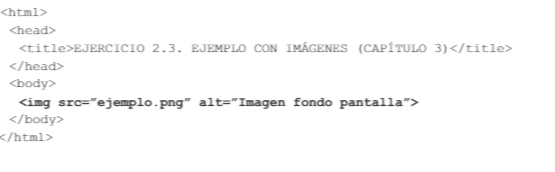 <html>
<head>
<title>EJERCICIO 2.3. EJEMPLO CON IMÁGENES (CAPÍTULO 3)</title>
</head>
<body>
<img src="ejemplo.png" alt="Imagen fondo pantalla">
</body>
</html>